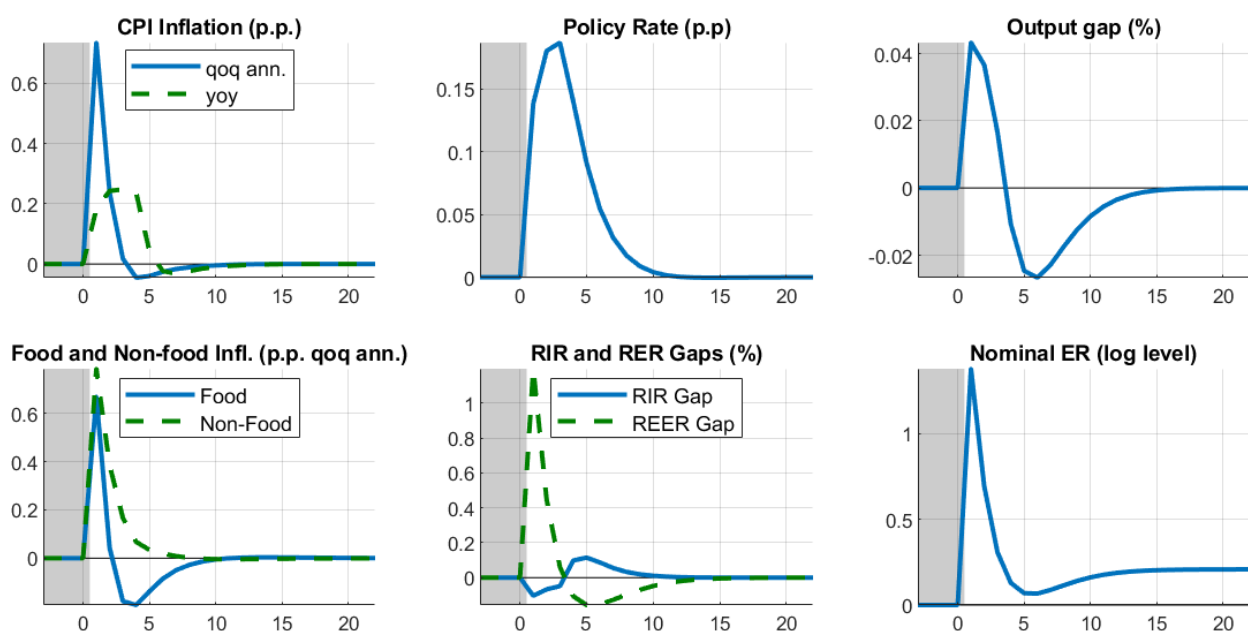 CPI Inflation (p.p.)
qoq ann.
yoy
0.6
0.4
0.2
0
0 5 10 15 20
Policy Rate (p.p)
0.15
0.1
0.05
0
0 5 10 15 20
Output gap (%)
0.04
0.02
0
-0.02
0 5 10 15 20
Food and Non-food Infl. (p.p. qoq ann.)
Food
Non-Food
0.6
0.4
0.2
0
0 5 10 15 20
RIR and RER Gaps (%)
RIR Gap
REER Gap
1
0.8
0.6
0.4
0.2
0
0 5 10 15 20
Nominal ER (log level)
1
0.5
0
0 5 10 15 20